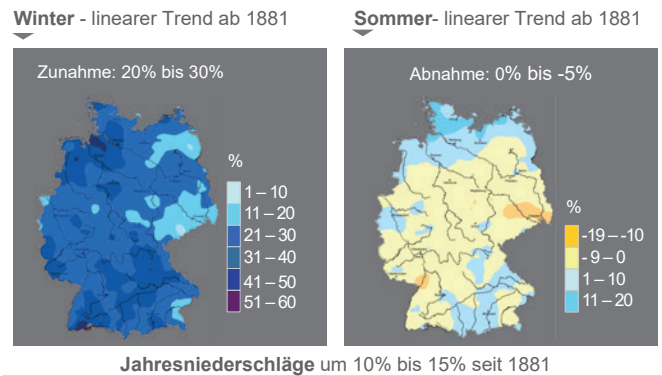 Winter - linearer Trend ab 1881
Zunahme: 20% bis 30%
%
1 – 10
11 – 20
21 – 30
31 – 40
41 – 50
51 – 60
Sommer- linearer Trend ab 1881
Abnahme: 0% bis -5%
%
-19 – -10
-9 – 0
1 – 10
11 – 20
Jahresniederschläge um 10% bis 15% seit 1881